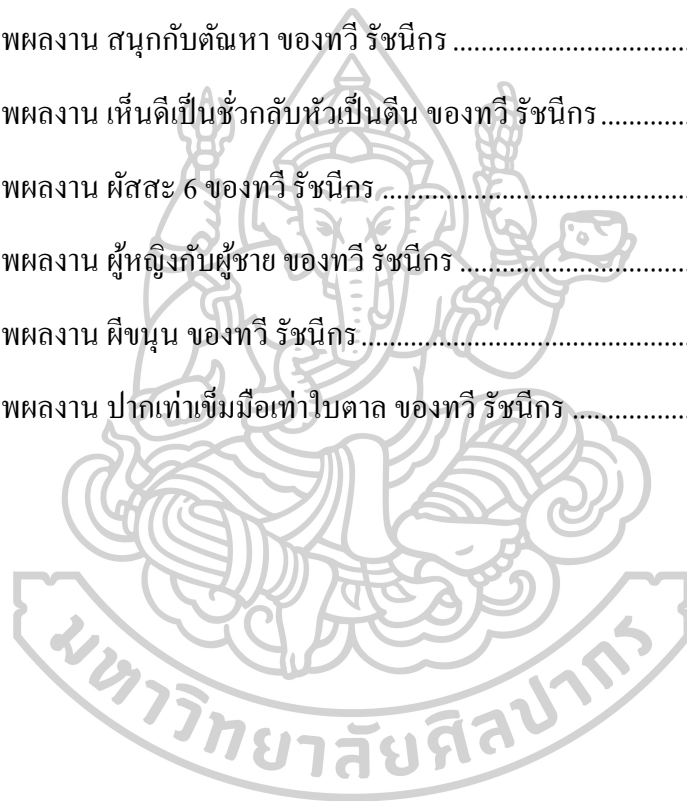 พผลงาน สนุกกับตัณหา ของทวี รัชนีกร ................................
พผลงาน เห็นดีเป็นชั่วกลับหัวเป็นตีน ของทวี รัชนีกร .............
พผลงาน ผัสสะ 6 ของทวี รัชนีกร ..........................................
พผลงาน ผู้หญิงกับผู้ชาย ของทวี รัชนีกร ...............................
พผลงาน ผีขนุน ของทวี รัชนีกร .............................................
พผลงาน ปากเท่าเข็มมือเท่าใบตาล ของทวี รัชนีกร ................
มหาวิทยาลัยศิลปากร